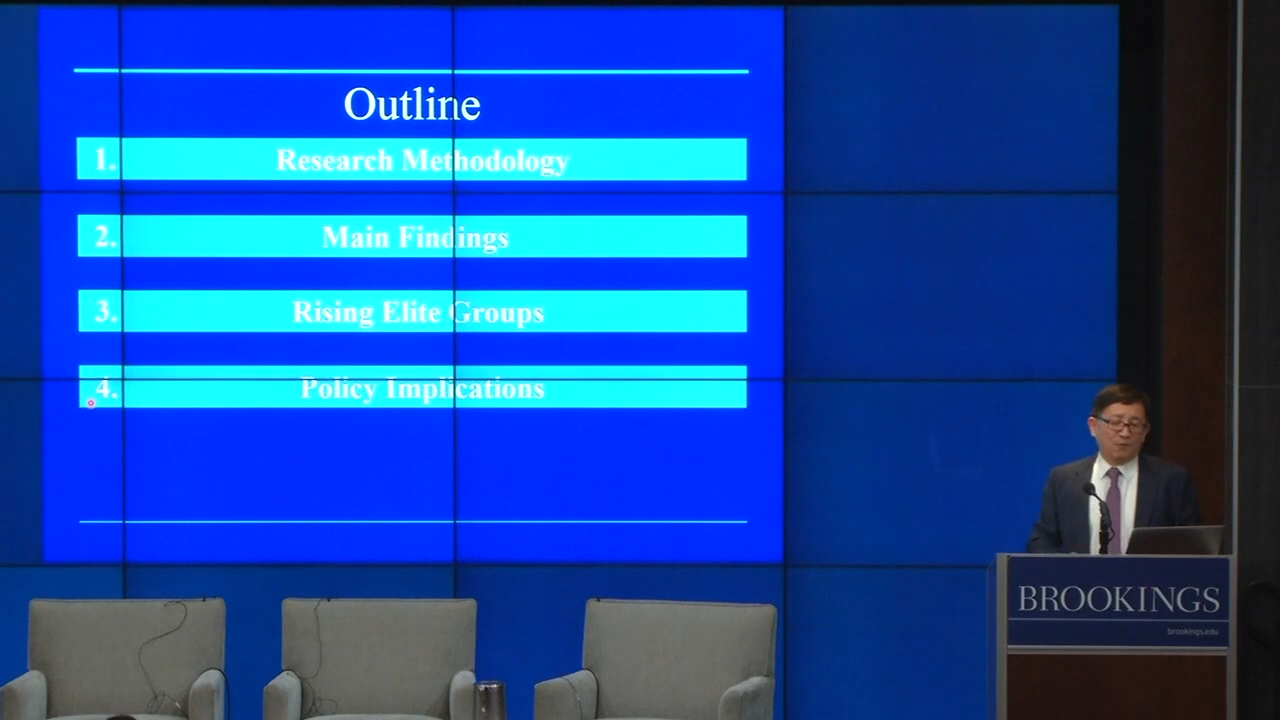 Outline
1. Research Methodology
2. Main Findings
3. Rising Elite Groups
4. Policy Implications
BROOKINGS
brookings.edu